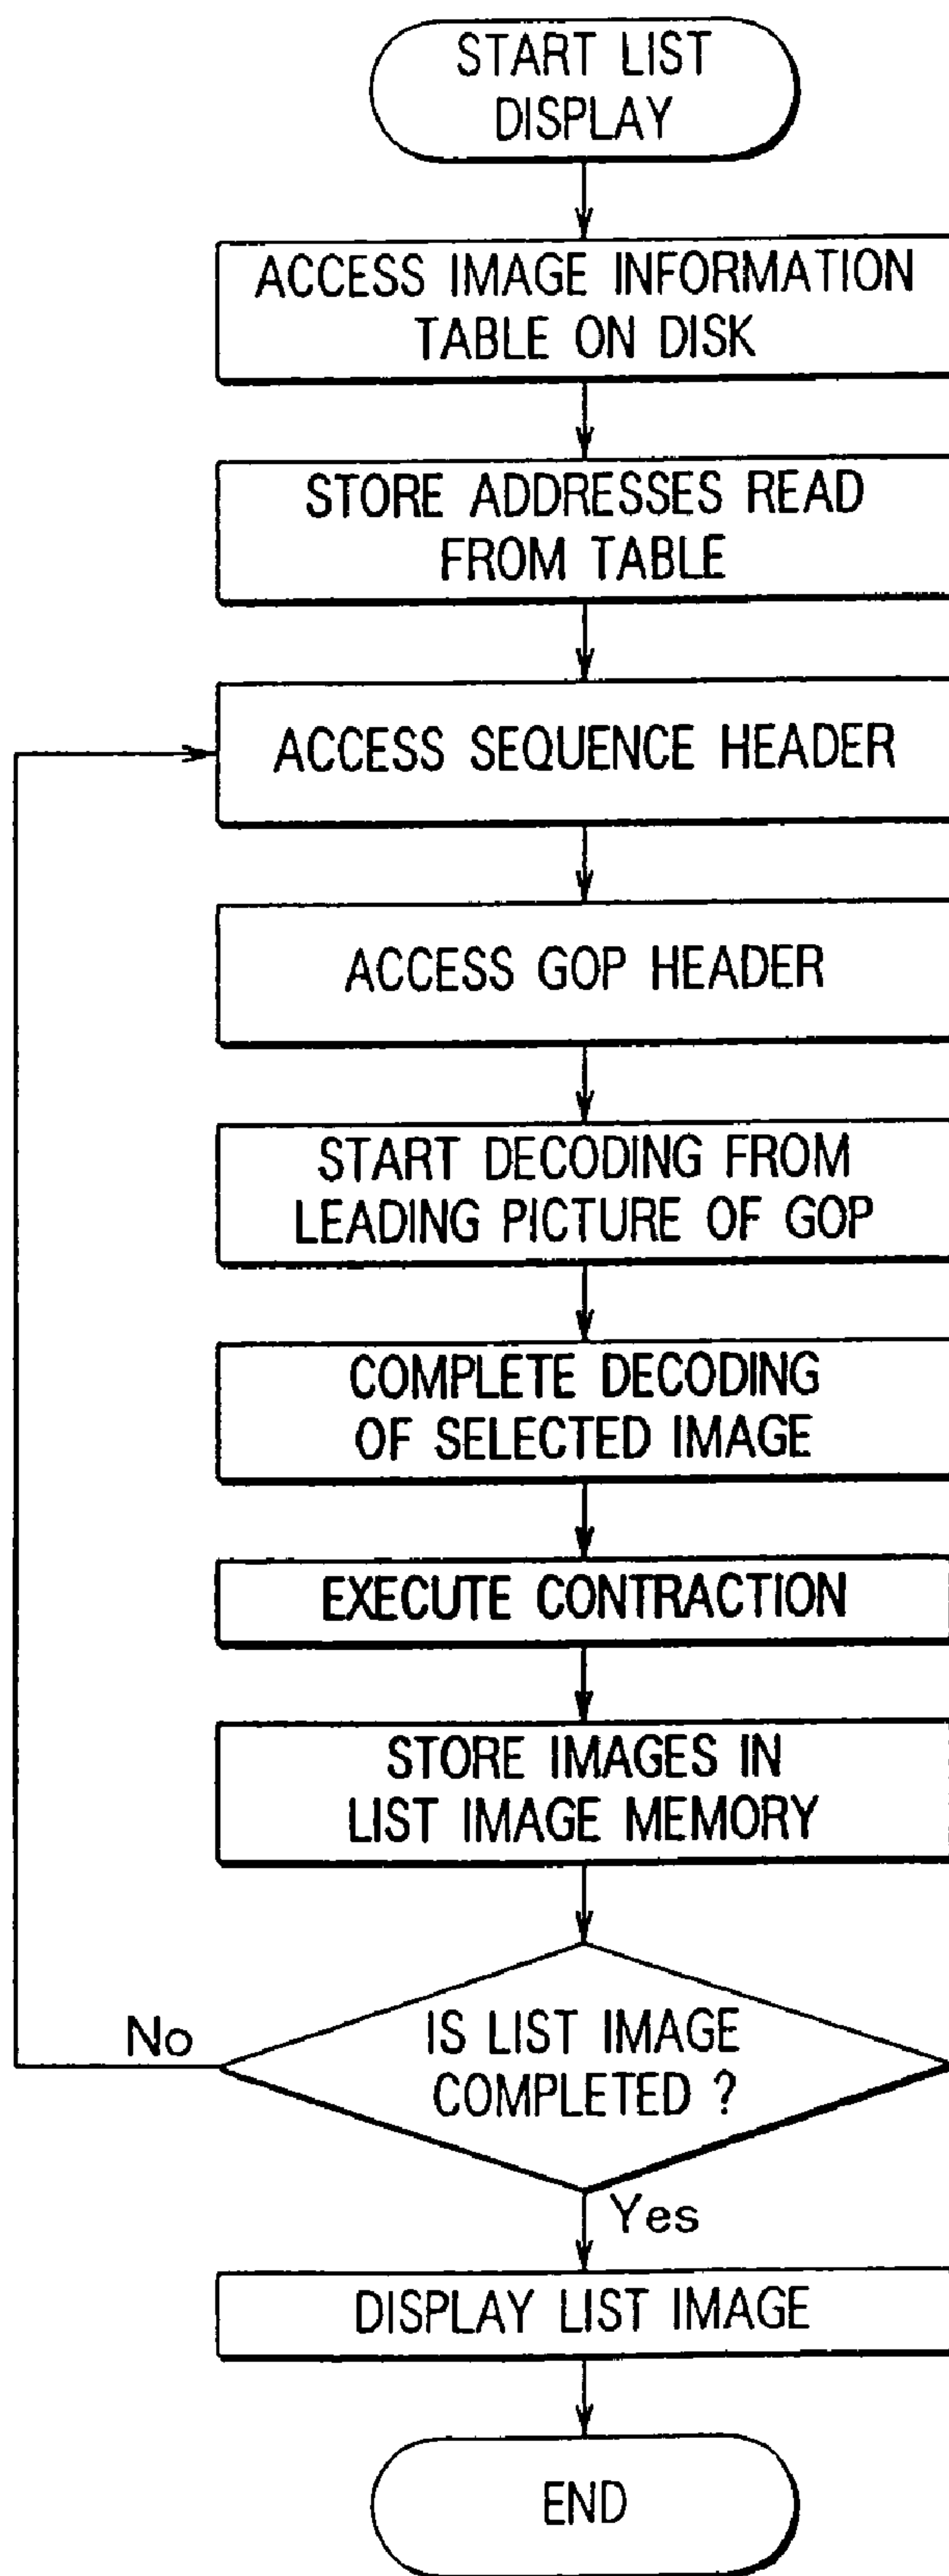 START LIST
DISPLAY
ACCESS IMAGE INFORMATION
TABLE ON DISK
STORE ADDRESSES READ
FROM TABLE
ACCESS SEQUENCE HEADER
ACCESS GOP HEADER
START DECODING FROM
LEADING PICTURE OF GOP
COMPLETE DECODING
OF SELECTED IMAGE
EXECUTE CONTRACTION
STORE IMAGES IN
LIST IMAGE MEMORY
IS LIST IMAGE
COMPLETED ?
No
Yes
DISPLAY LIST IMAGE
END